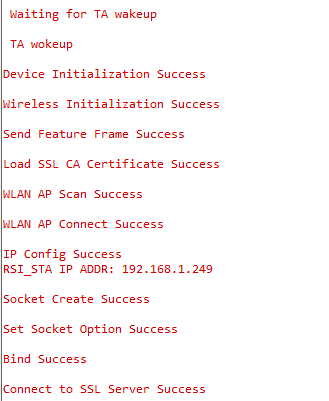 Waiting for TA wakeup
TA wokeup
Device Initialization Success
Wireless Initialization Success
Send Feature Frame Success
Load SSL CA Certificate Success
WLAN AP Scan Success
WLAN AP Connect Success
IP Config Success
RSI_STA IP ADDR: 192.168.1.249
Socket Create Success
Set Socket Option Success
Bind Success
Connect to SSL Server Success